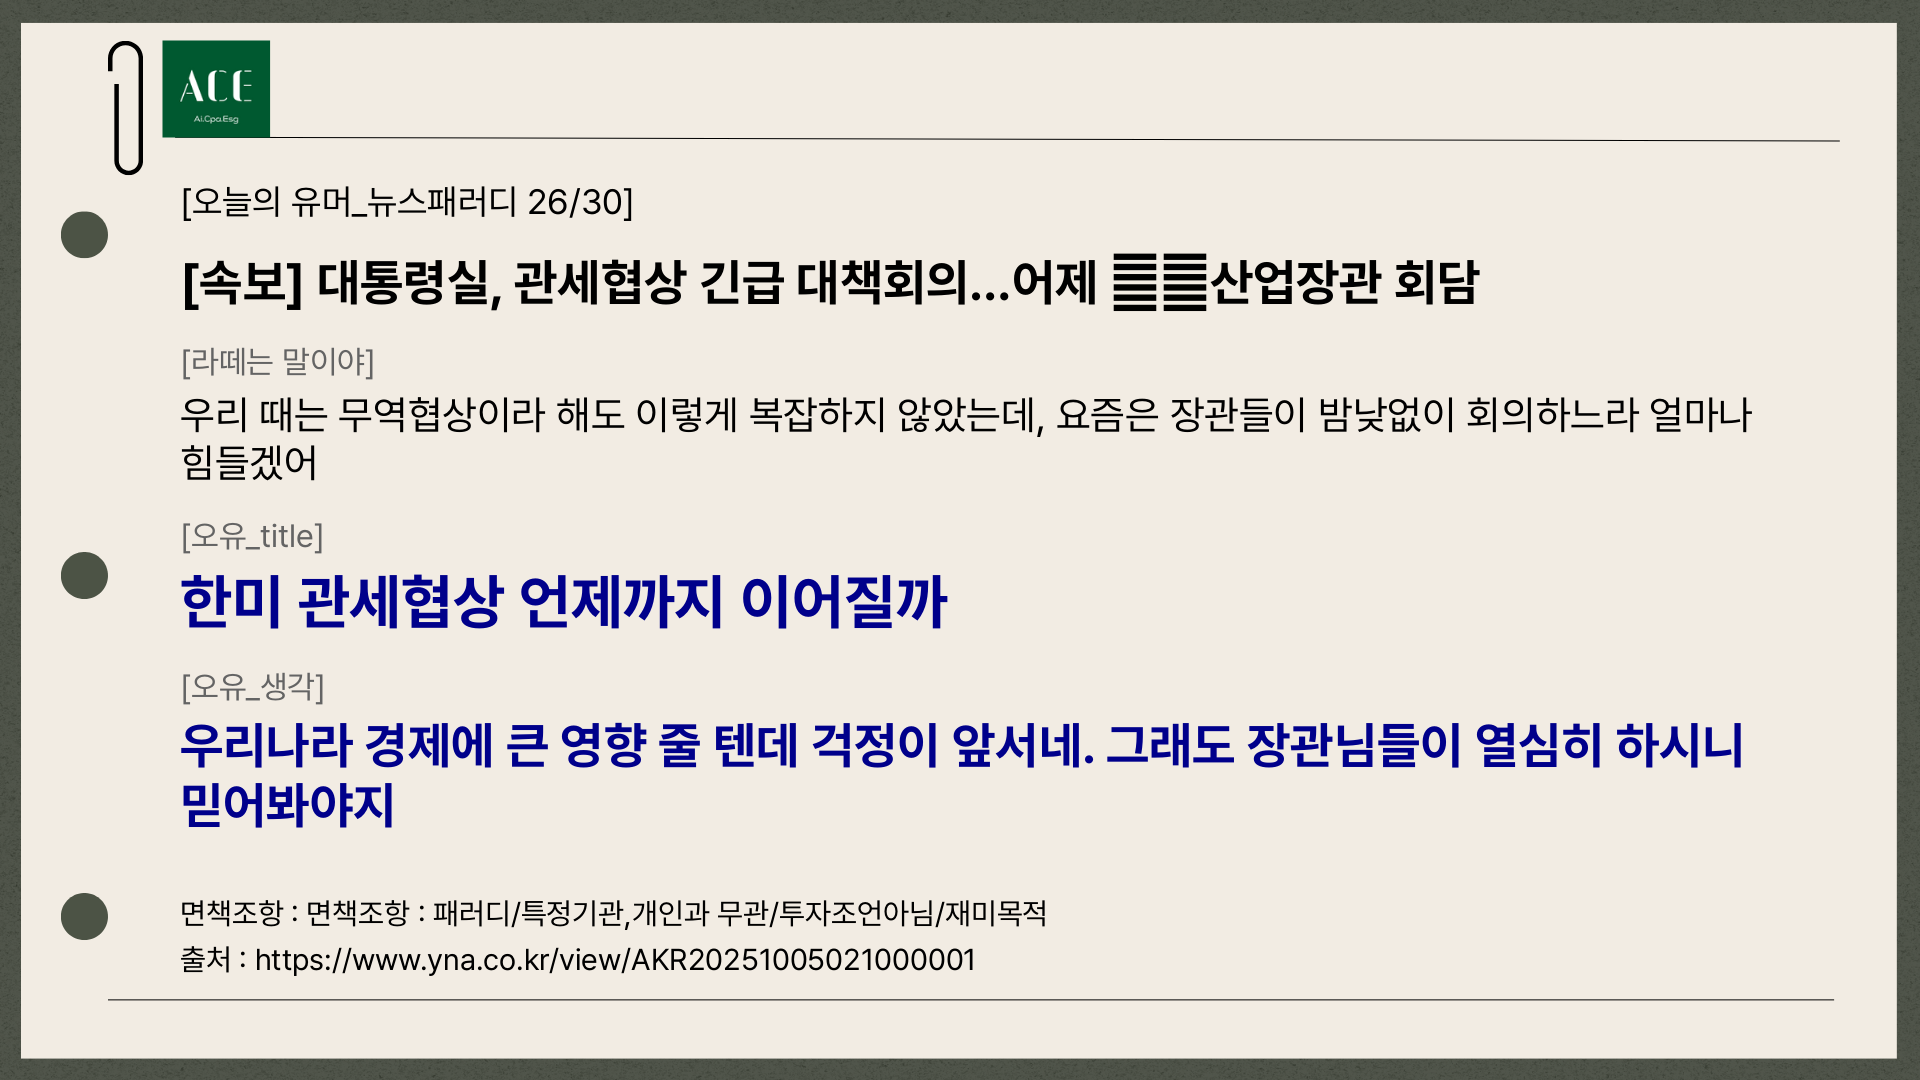 ACE
Ai.Cpa.Esg
[오늘의 유머_뉴스패러디 26/30]
[속보] 대통령실, 관세협상 긴급 대책회의...어제 산업장관 회담
[라떼는 말이야]
우리 때는 무역협상이라 해도 이렇게 복잡하지 않았는데, 요즘은 장관들이 밤낮없이 회의하느라 얼마나
힘들겠어
[오유_title]
한미 관세협상 언제까지 이어질까
[오유_생각]
우리나라 경제에 큰 영향 줄 텐데 걱정이 앞서네. 그래도 장관님들이 열심히 하시니
믿어봐야지
면책조항 : 면책조항 : 패러디/특정기관,개인과 무관/투자조언아님/재미목적
출처 : https://www.yna.co.kr/view/AKR20251005021000001